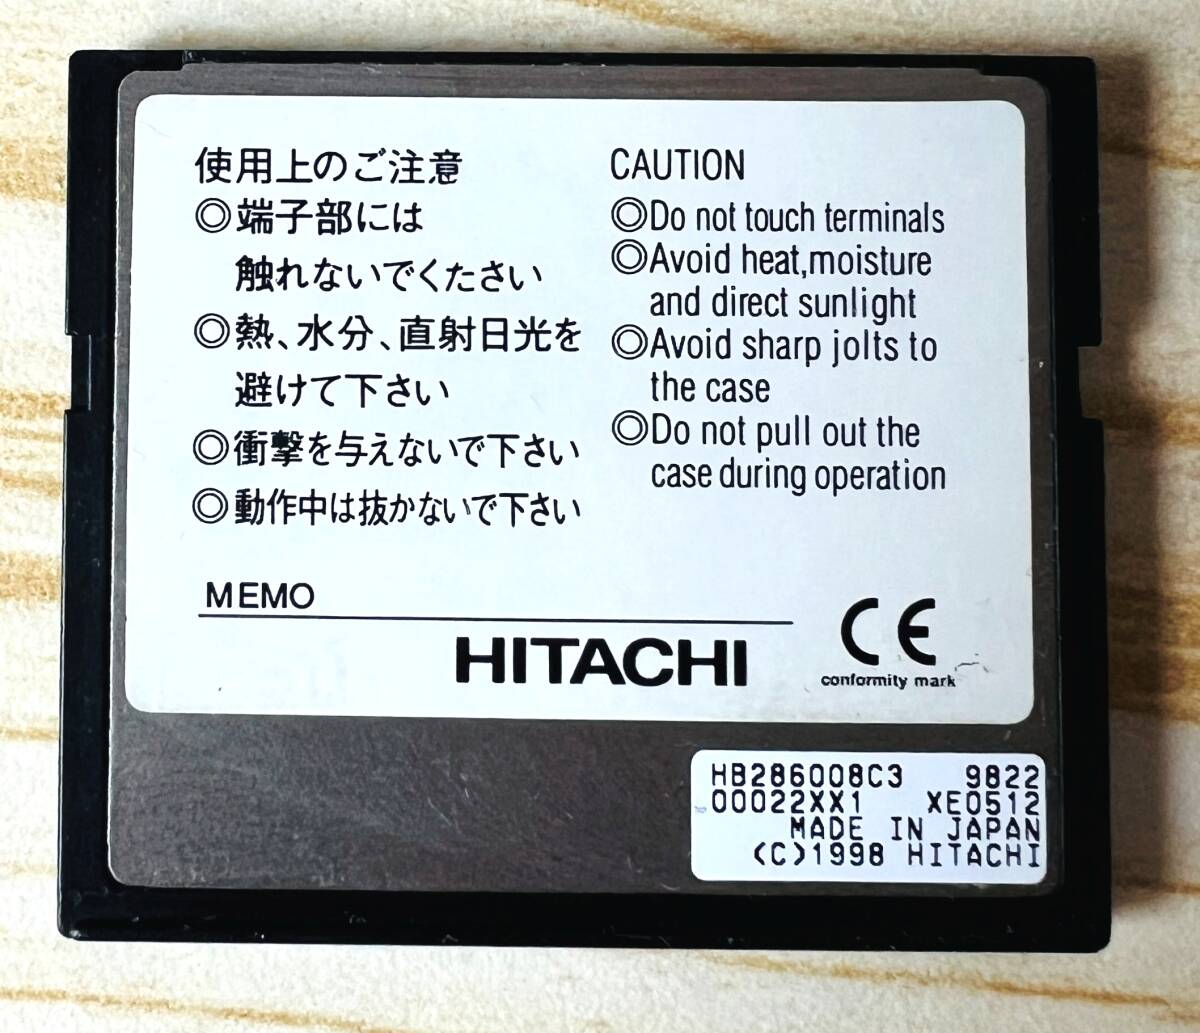 使用上のご注意
◎端子部には
触れないでください
◎熱、水分、直射日光を
避けて下さい
◎衝撃を与えないで下さい
◎動作中は抜かないで下さい
CAUTION
◎Do not touch terminals
◎Avoid heat,moisture
and direct sunlight
◎Avoid sharp jolts to
the case
◎Do not pull out the
case during operation
MEMO
HITACHI
CE
conformity mark
HB286008C3 9822
00022XX1 XE0512
MADE IN JAPAN
(C)1998 HITACHI